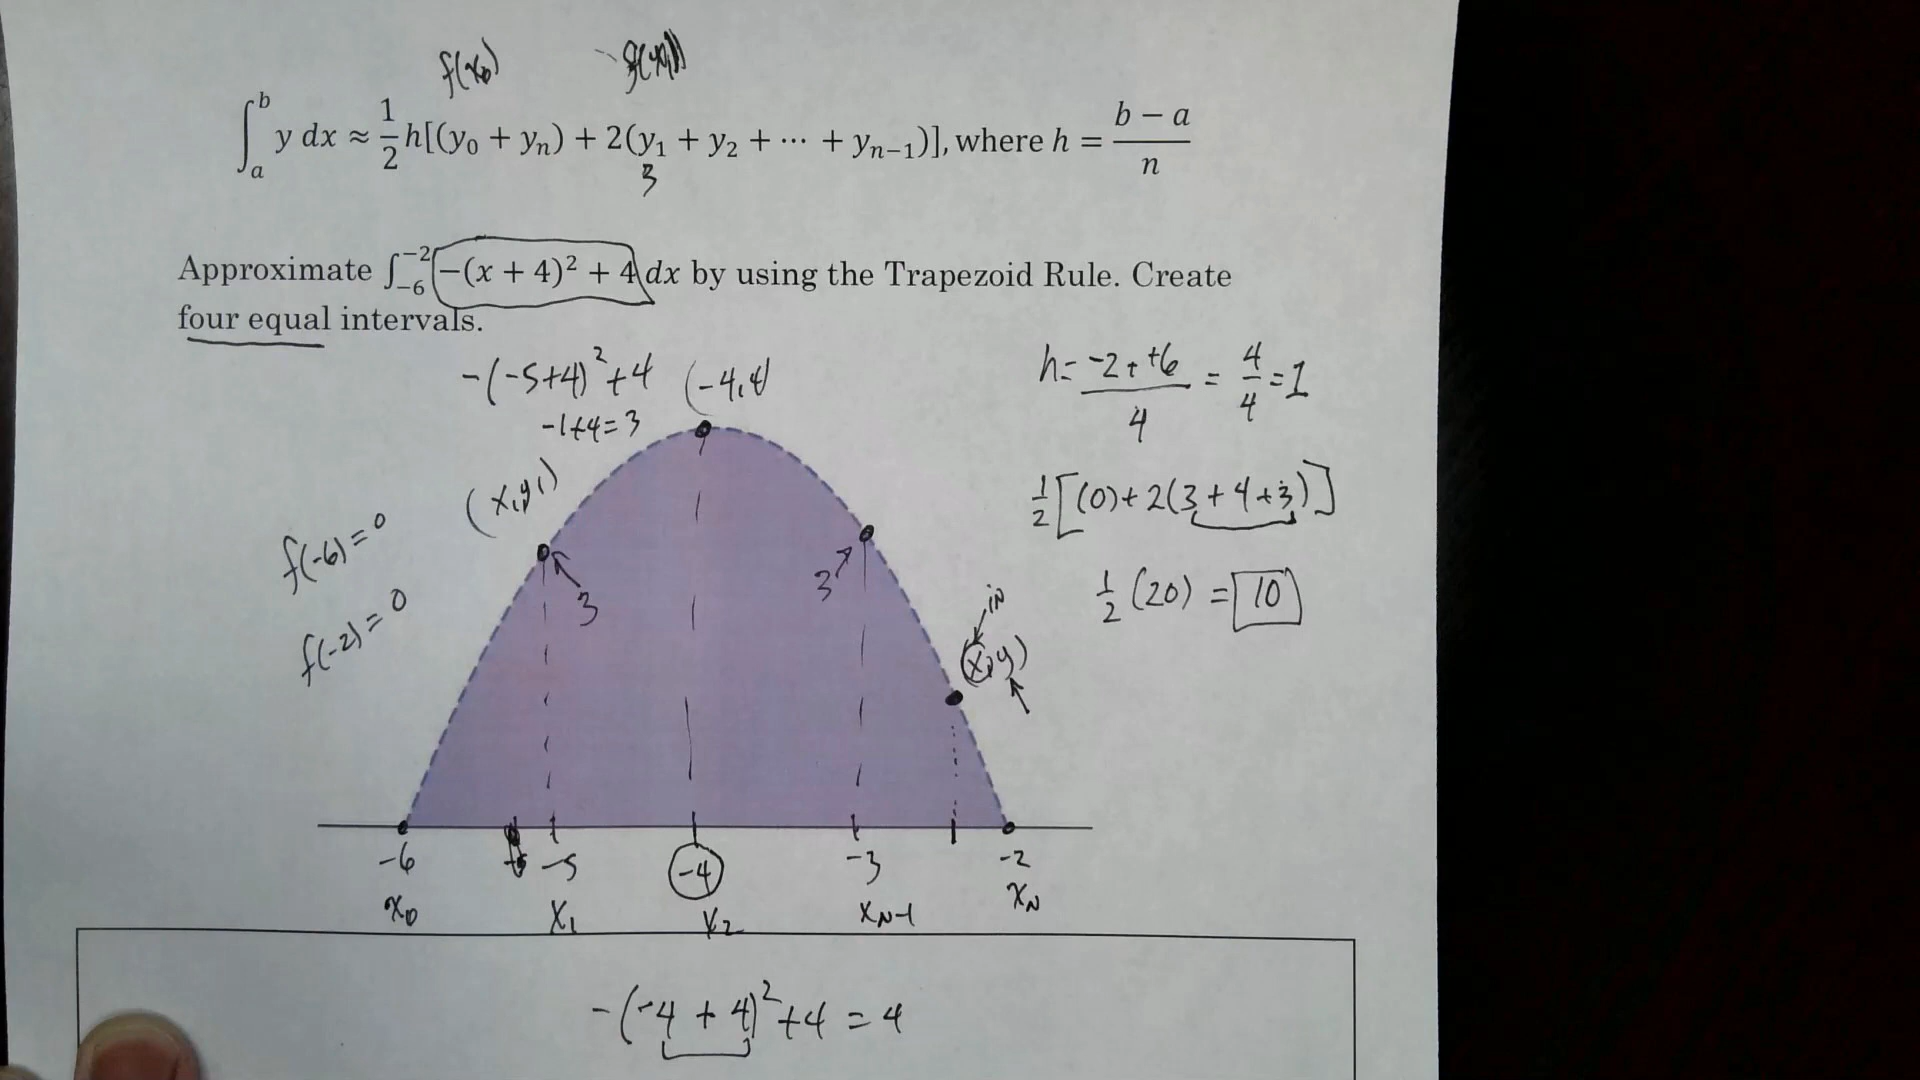 f(x₀)
∫ₐᵇ y dx ≈ 1/2 h[(y₀ + yₙ) + 2(y₁ + y₂ + ⋯ + yₙ₋₁)], where h = (b − a)/n
3
Approximate ∫₋₆⁻² −(x + 4)² + 4 dx by using the Trapezoid Rule. Create
four equal intervals.
-(-5+4)²+4
(-4,4)
-1+4=3
h= (-2 + +6)/4 = 4/4 = 1
(x,y)
1/2[(0)+2(3+4+3)]
f(-6)=0
3
3
1/2 (20) = 10
f(-2)=0
IN
(x,y)
-6 -5 -4 -3 -2
x₀ x₁ x₂ xN-1 xN
-(-4+4)²+4 = 4